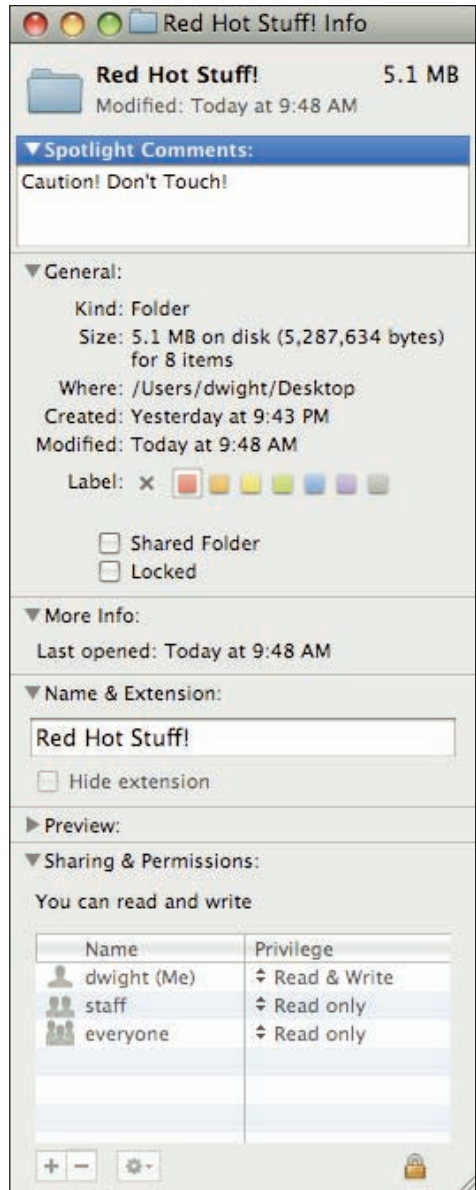 Red Hot Stuff! Info
Red Hot Stuff! 5.1 MB
Modified: Today at 9:48 AM
Spotlight Comments:
Caution! Don't Touch!
General:
Kind: Folder
Size: 5.1 MB on disk (5,287,634 bytes)
for 8 items
Where: /Users/dwight/Desktop
Created: Yesterday at 9:43 PM
Modified: Today at 9:48 AM
Label:
Shared Folder
Locked
More Info:
Last opened: Today at 9:48 AM
Name & Extension:
Red Hot Stuff!
Hide extension
Preview:
Sharing & Permissions:
You can read and write
Name Privilege
dwight (Me) Read & Write
staff Read only
everyone Read only